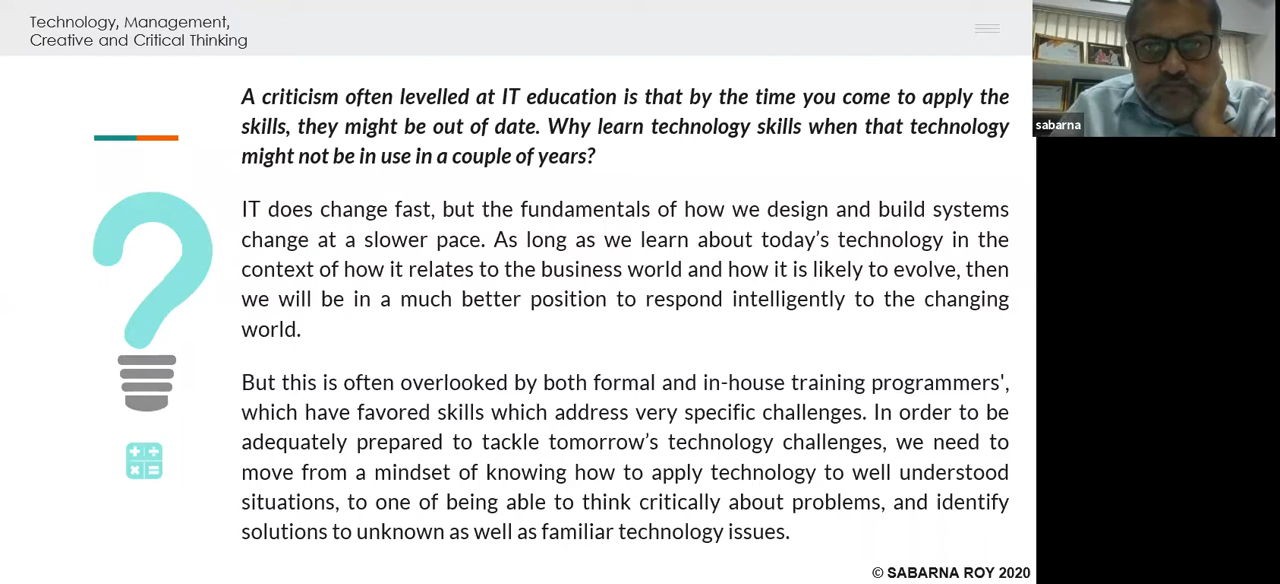 Technology, Management,
Creative and Critical Thinking
A criticism often levelled at IT education is that by the time you come to apply the
skills, they might be out of date. Why learn technology skills when that technology
might not be in use in a couple of years?
IT does change fast, but the fundamentals of how we design and build systems
change at a slower pace. As long as we learn about today’s technology in the
context of how it relates to the business world and how it is likely to evolve, then
we will be in a much better position to respond intelligently to the changing
world.
But this is often overlooked by both formal and in-house training programmers',
which have favored skills which address very specific challenges. In order to be
adequately prepared to tackle tomorrow’s technology challenges, we need to
move from a mindset of knowing how to apply technology to well understood
situations, to one of being able to think critically about problems, and identify
solutions to unknown as well as familiar technology issues.
© SABARNA ROY 2020
sabarna